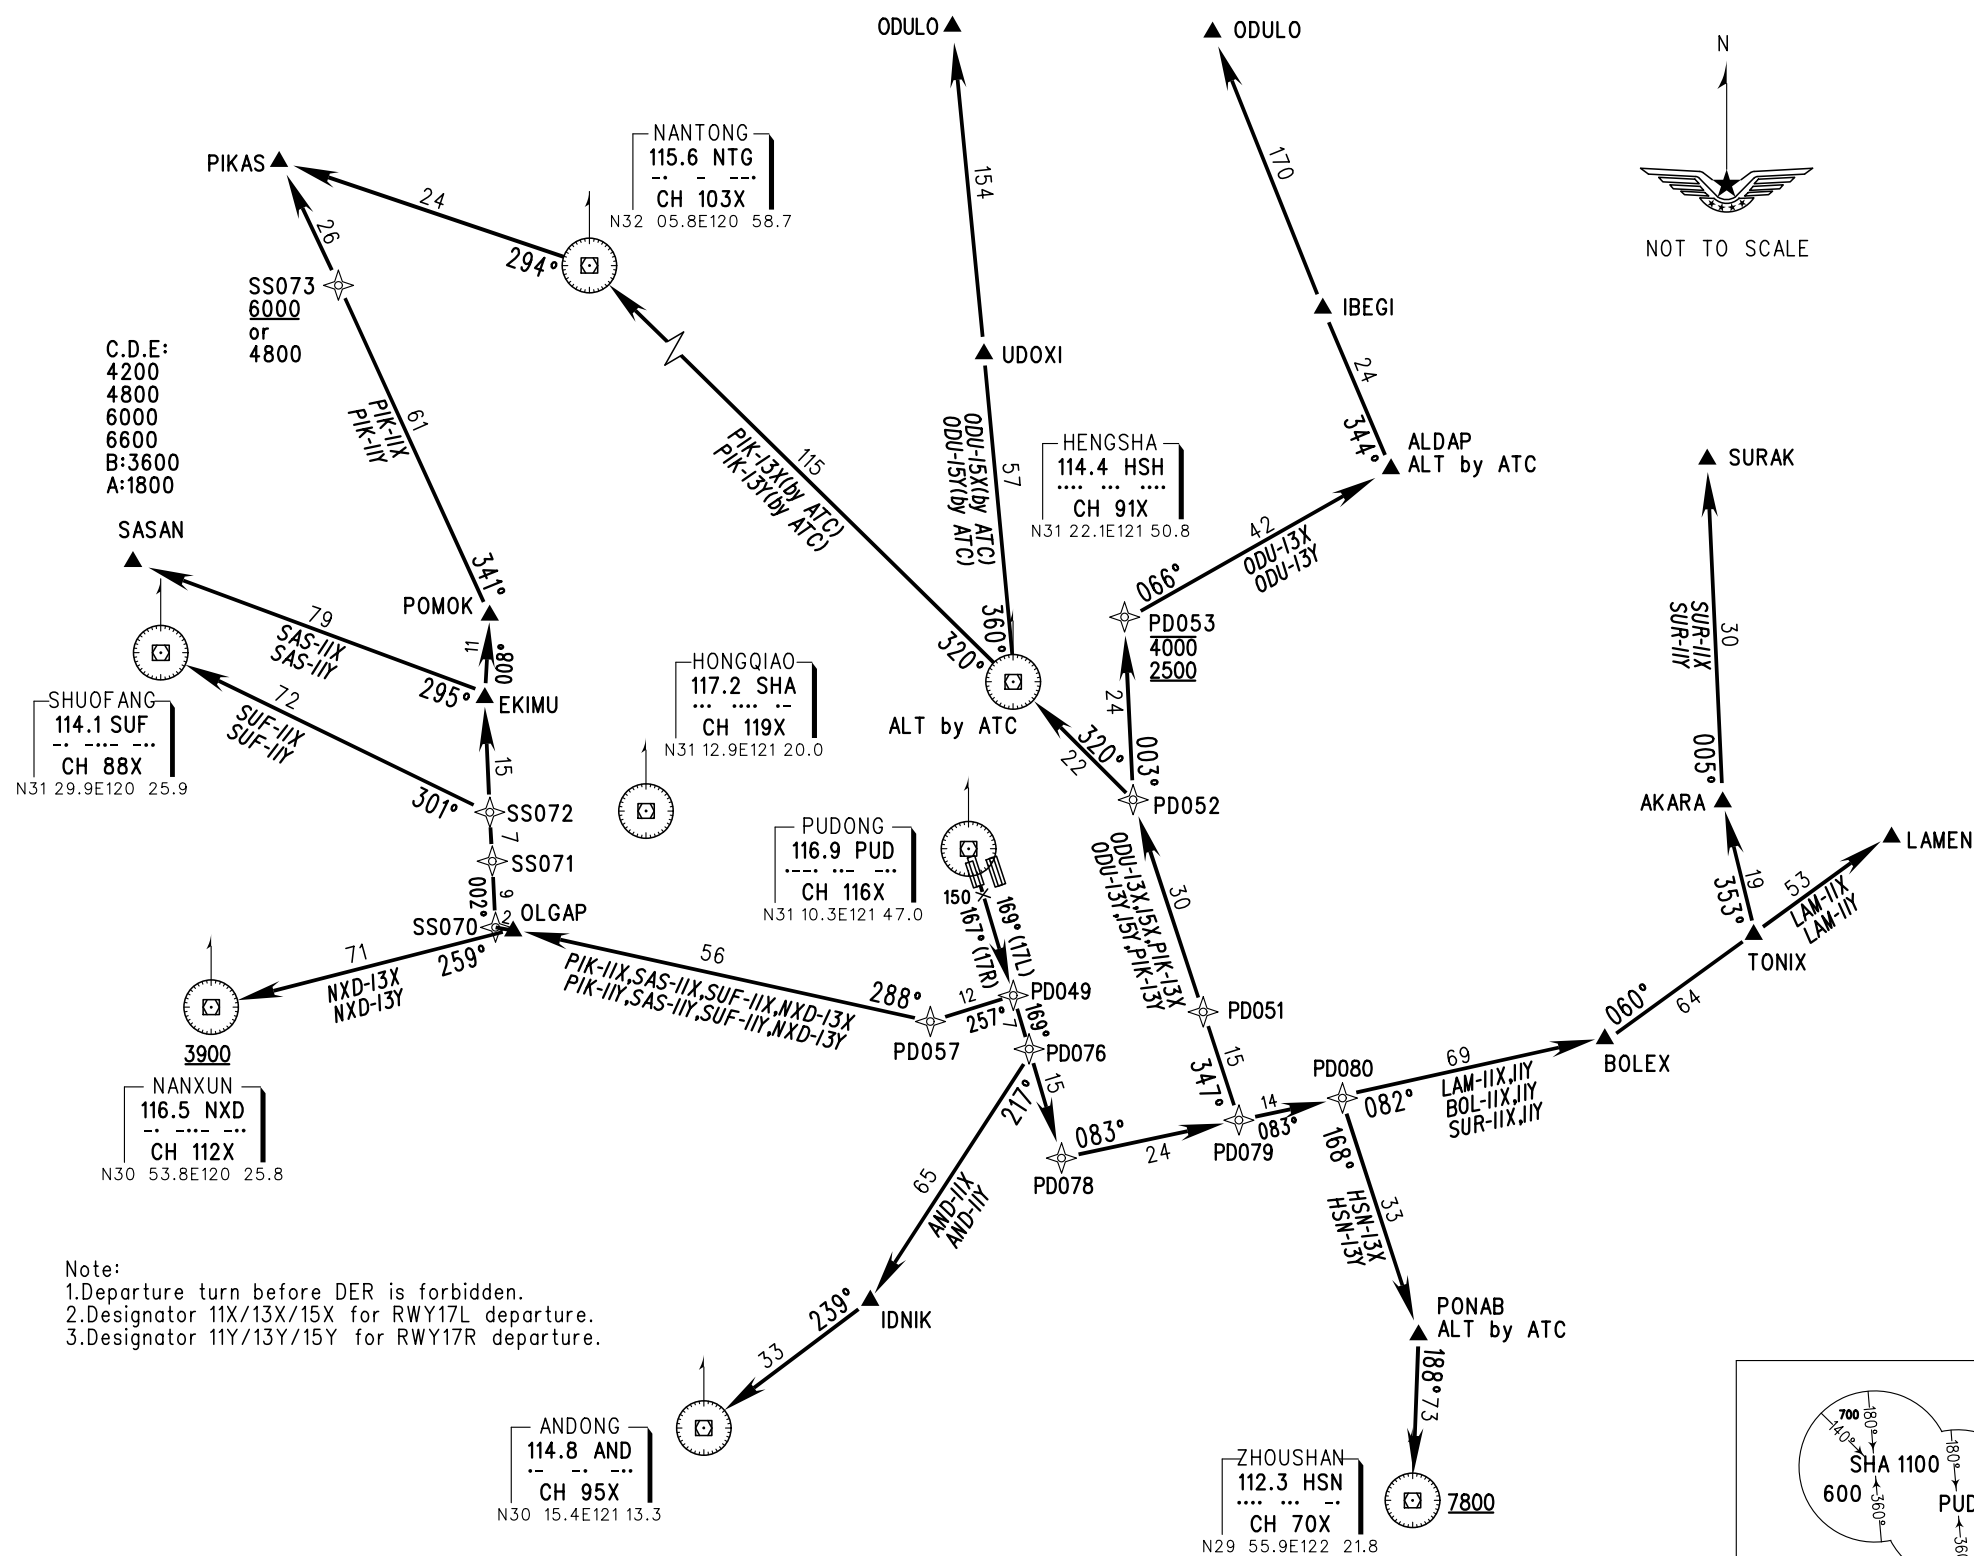 ODULO
ODULO
N
NOT TO SCALE
154
170
NANTONG
115.6 NTG
CH 103X
N32 05.8E120 58.7
PIKAS
24
294°
26
SS073
6000
or
4800
C.D.E:
4200
4800
6000
6600
B:3600
A:1800
61
PIK-11X
PIK-11Y
115
PIK-13X(by ATC)
PIK-13Y(by ATC)
UDOXI
57
ODU-15X(by ATC)
ODU-15Y(by ATC)
IBEGI
24
344°
ALDAP
ALT by ATC
HENGSHA
114.4 HSH
CH 91X
N31 22.1E121 50.8
42
ODU-13X
ODU-13Y
066°
SURAK
30
SUR-11X
SUR-11Y
SASAN
POMOK
341°
11
008°
79
SAS-11X
SAS-11Y
295°
EKIMU
SHUOFANG
114.1 SUF
CH 88X
N31 29.9E120 25.9
72
SUF-11X
SUF-11Y
301°
15
SS072
7
SS071
9
002°
SS070
2
OLGAP
HONGQIAO
117.2 SHA
CH 119X
N31 12.9E121 20.0
320°
360°
ALT by ATC
320°
22
PD053
4000
2500
24
003°
PD052
005°
AKARA
19
353°
LAMEN
53
LAM-11X
LAM-11Y
TONIX
PUDONG
116.9 PUD
CH 116X
N31 10.3E121 47.0
150
167° (17R)
169° (17L)
30
ODU-13X,15X,PIK-13X
ODU-13Y,15Y,PIK-13Y
71
259°
NXD-13X
NXD-13Y
56
PIK-11X,SAS-11X,SUF-11X,NXD-13X
PIK-11Y,SAS-11Y,SUF-11Y,NXD-13Y
288°
12
257°
PD049
7
169°
PD057
PD076
PD051
15
347°
060°
64
BOLEX
3900
NANXUN
116.5 NXD
CH 112X
N30 53.8E120 25.8
217°
15
083°
24
PD078
PD079
14
083°
PD080
082°
69
LAM-11X,11Y
BOL-11X,11Y
SUR-11X,11Y
168°
33
HSN-13X
HSN-13Y
65
AND-11X
AND-11Y
Note:
1.Departure turn before DER is forbidden.
2.Designator 11X/13X/15X for RWY17L departure.
3.Designator 11Y/13Y/15Y for RWY17R departure.
239°
IDNIK
33
PONAB
ALT by ATC
188°
73
ANDONG
114.8 AND
CH 95X
N30 15.4E121 13.3
ZHOUSHAN
112.3 HSN
CH 70X
N29 55.9E122 21.8
7800
700
180°
140°
SHA 1100
600
360°
180°
PUD